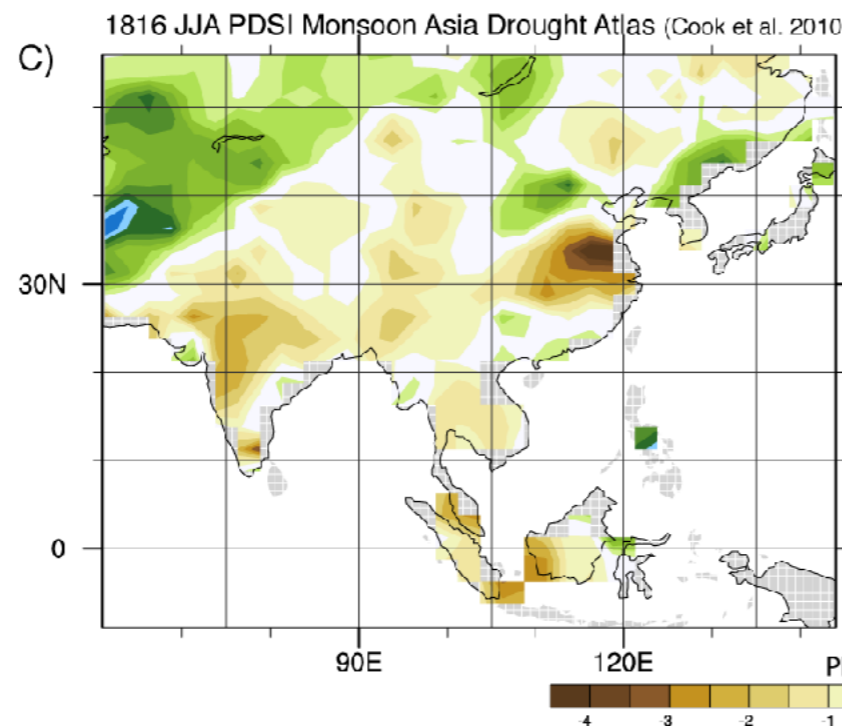 1816 JJA PDSI Monsoon Asia Drought Atlas (Cook et al. 2010
C)
30N
0
90E 120E
-4 -3 -2 -1